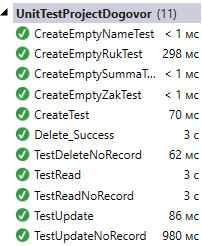 UnitTestProjectDogovor (11)
CreateEmptyNameTest < 1 мс
CreateEmptyRukTest 298 мс
CreateEmptySummaT... < 1 мс
CreateEmptyZakTest < 1 мс
CreateTest 70 мс
Delete_Success 3 с
TestDeleteNoRecord 62 мс
TestRead 3 с
TestReadNoRecord 3 с
TestUpdate 86 мс
TestUpdateNoRecord 980 мс